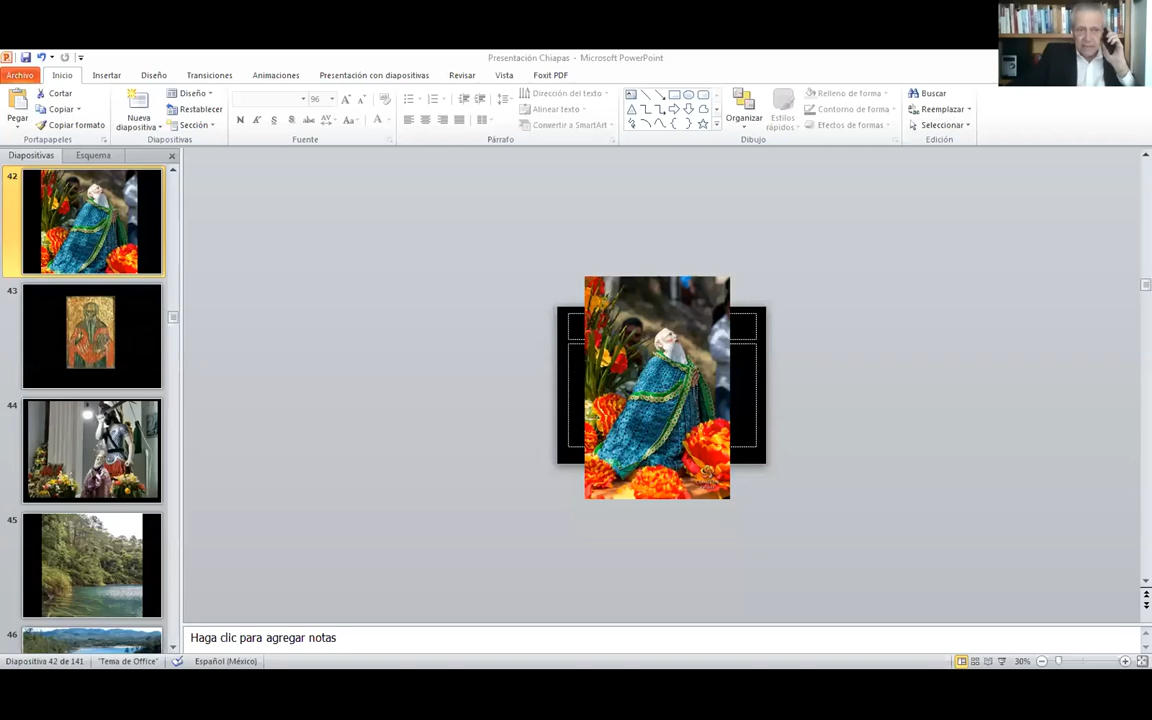 Presentación Chiapas - Microsoft PowerPoint
Archivo Inicio Insertar Diseño Transiciones Animaciones Presentación con diapositivas Revisar Vista Foxit PDF
Pegar
Cortar
Copiar
Copiar formato
Portapapeles
Nueva
diapositiva
Diseño
Restablecer
Sección
Diapositivas
96
N K S S abc AV Aa A
Fuente
Dirección del texto
Alinear texto
Convertir a SmartArt
Párrafo
Organizar
Estilos
rápidos
Relleno de forma
Contorno de forma
Efectos de formas
Dibujo
Buscar
Reemplazar
Seleccionar
Edición
Diapositivas Esquema
42
43
44
45
46
Haga clic para agregar notas
Diapositiva 42 de 141 "Tema de Office" Español (México) 30%